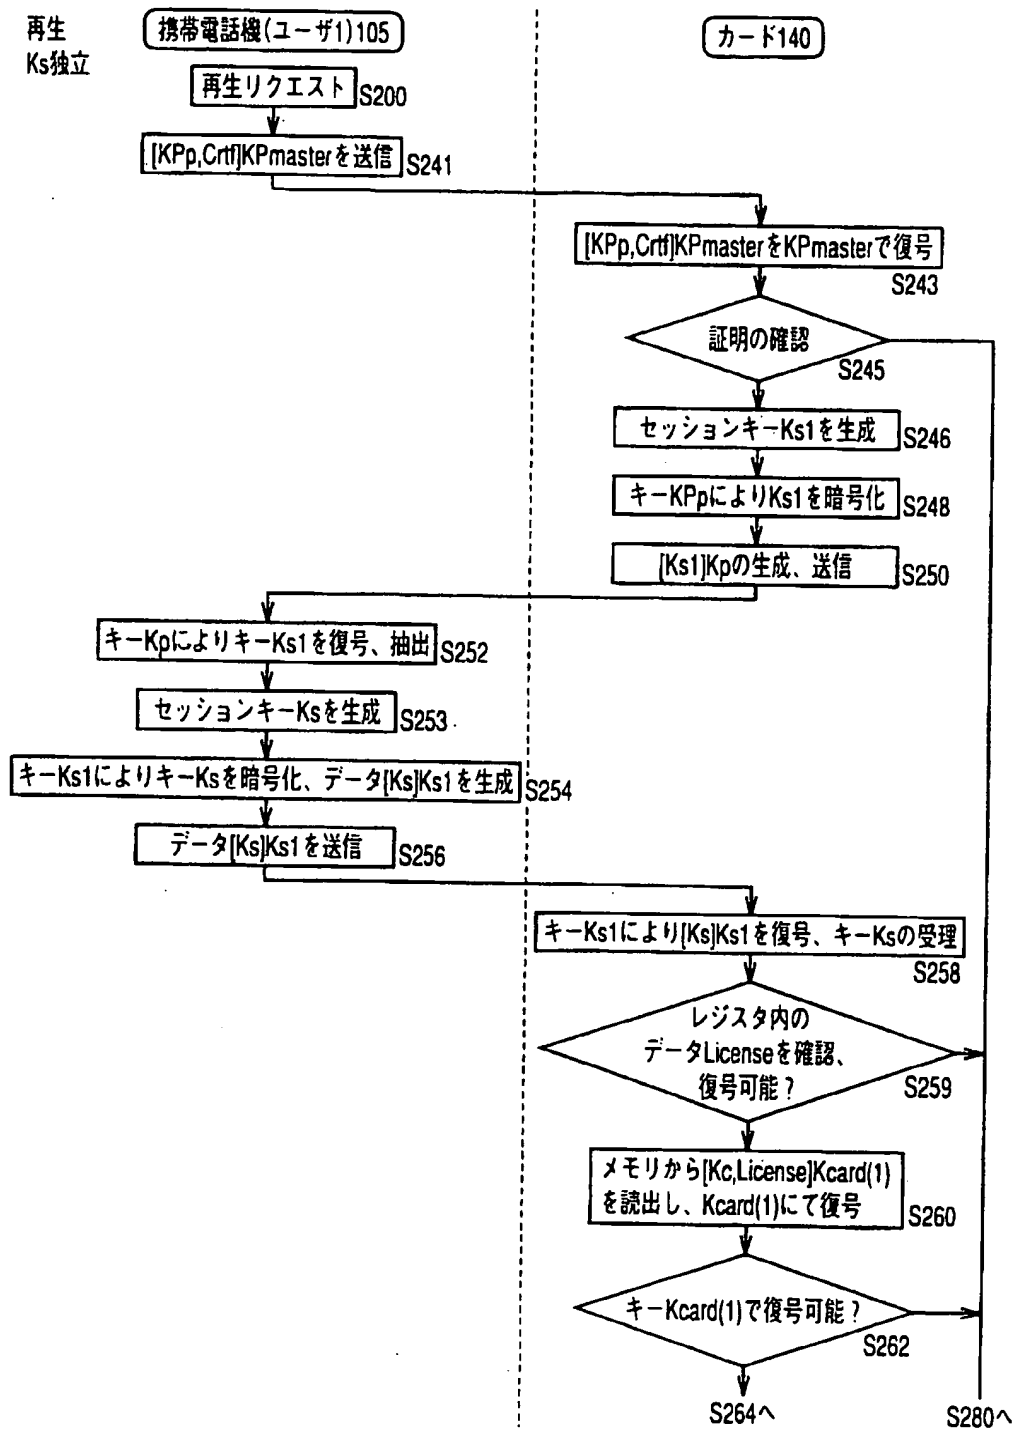 再生
Ks独立
携帯電話機(ユーザ1)105
カード140
再生リクエスト
S200
[KPp,Crtf]KPmasterを送信
S241
[KPp,Crtf]KPmasterをKPmasterで復号
S243
証明の確認
S245
セッションキーKs1を生成
S246
キーKPpによりKs1を暗号化
S248
[Ks1]Kpの生成、送信
S250
キーKpによりキーKs1を復号、抽出
S252
セッションキーKsを生成
S253
キーKs1によりキーKsを暗号化、データ[Ks]Ks1を生成
S254
データ[Ks]Ks1を送信
S256
キーKs1により[Ks]Ks1を復号、キーKsの受理
S258
レジスタ内の
データLicenseを確認、
復号可能？
S259
メモリから[Kc,License]Kcard(1)
を読出し、Kcard(1)にて復号
S260
キーKcard(1)で復号可能？
S262
S264へ
S280へ